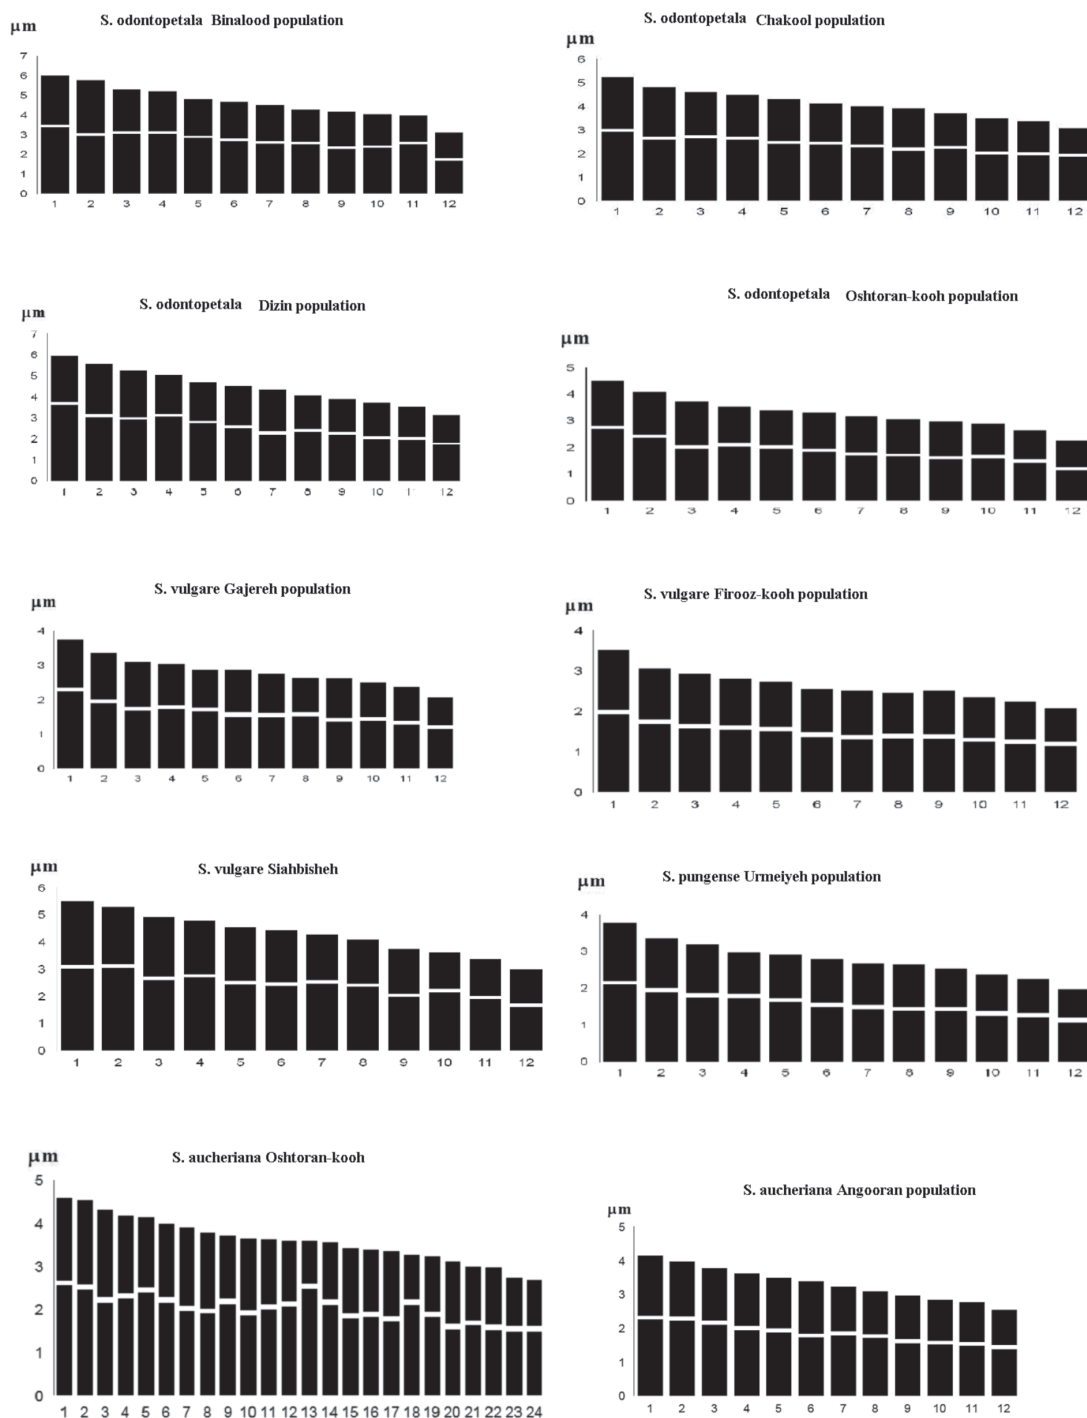 S. odontopetala Binalood population
μm
7
6
5
4
3
2
1
0
1 2 3 4 5 6 7 8 9 10 11 12
S. odontopetala Chakool population
μm
6
5
4
3
2
1
0
1 2 3 4 5 6 7 8 9 10 11 12
S. odontopetala Dizin population
μm
7
6
5
4
3
2
1
0
1 2 3 4 5 6 7 8 9 10 11 12
S. odontopetala Oshtoran-kooh population
μm
5
4
3
2
1
0
1 2 3 4 5 6 7 8 9 10 11 12
S. vulgare Gajereh population
μm
4
3
2
1
0
1 2 3 4 5 6 7 8 9 10 11 12
S. vulgare Firooz-kooh population
μm
4
3
2
1
0
1 2 3 4 5 6 7 8 9 10 11 12
S. vulgare Siahbisheh
μm
6
5
4
3
2
1
0
1 2 3 4 5 6 7 8 9 10 11 12
S. pungense Urmeiyeh population
μm
4
3
2
1
0
1 2 3 4 5 6 7 8 9 10 11 12
S. aucheriana Oshtoran-kooh
μm
5
4
3
2
1
0
1 2 3 4 5 6 7 8 9 10 11 12 13 14 15 16 17 18 19 20 21 22 23 24
S. aucheriana Angooran population
μm
5
4
3
2
1
0
1 2 3 4 5 6 7 8 9 10 11 12